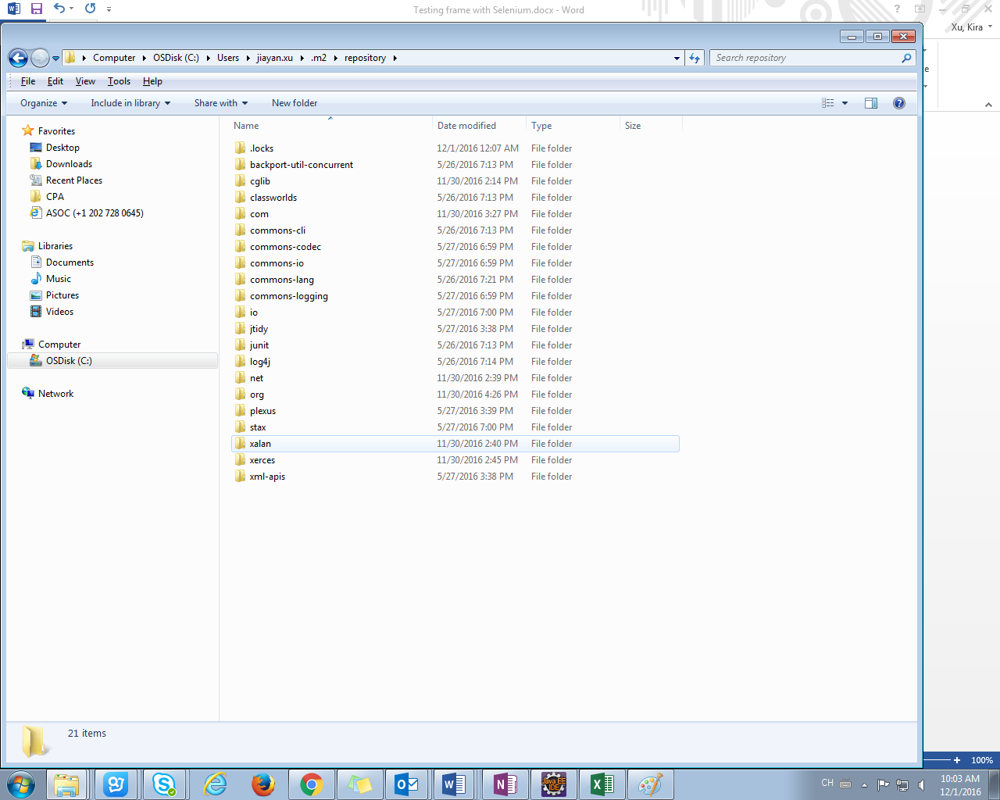 Testing frame with Selenium.docx - Word
Xu, Kira
Computer OSDisk (C:) Users jiayan.xu .m2 repository
Search repository
File Edit View Tools Help
Organize Include in library Share with New folder
Name Date modified Type Size
Favorites
Desktop
Downloads
Recent Places
CPA
ASOC (+1 202 728 0645)
Libraries
Documents
Music
Pictures
Videos
Computer
OSDisk (C:)
Network
.locks 12/1/2016 12:07 AM File folder
backport-util-concurrent 5/26/2016 7:13 PM File folder
cglib 11/30/2016 2:14 PM File folder
classworlds 5/26/2016 7:13 PM File folder
com 11/30/2016 3:27 PM File folder
commons-cli 5/26/2016 7:13 PM File folder
commons-codec 5/27/2016 6:59 PM File folder
commons-io 5/27/2016 6:59 PM File folder
commons-lang 5/26/2016 7:21 PM File folder
commons-logging 5/27/2016 6:59 PM File folder
io 5/27/2016 7:00 PM File folder
jtidy 5/27/2016 3:38 PM File folder
junit 5/26/2016 7:13 PM File folder
log4j 5/26/2016 7:14 PM File folder
net 11/30/2016 2:39 PM File folder
org 11/30/2016 4:26 PM File folder
plexus 5/27/2016 3:39 PM File folder
stax 5/27/2016 7:00 PM File folder
xalan 11/30/2016 2:40 PM File folder
xerces 11/30/2016 2:45 PM File folder
xml-apis 5/27/2016 3:38 PM File folder
21 items
100%
Java EE
IDE
CH
10:03 AM
12/1/2016